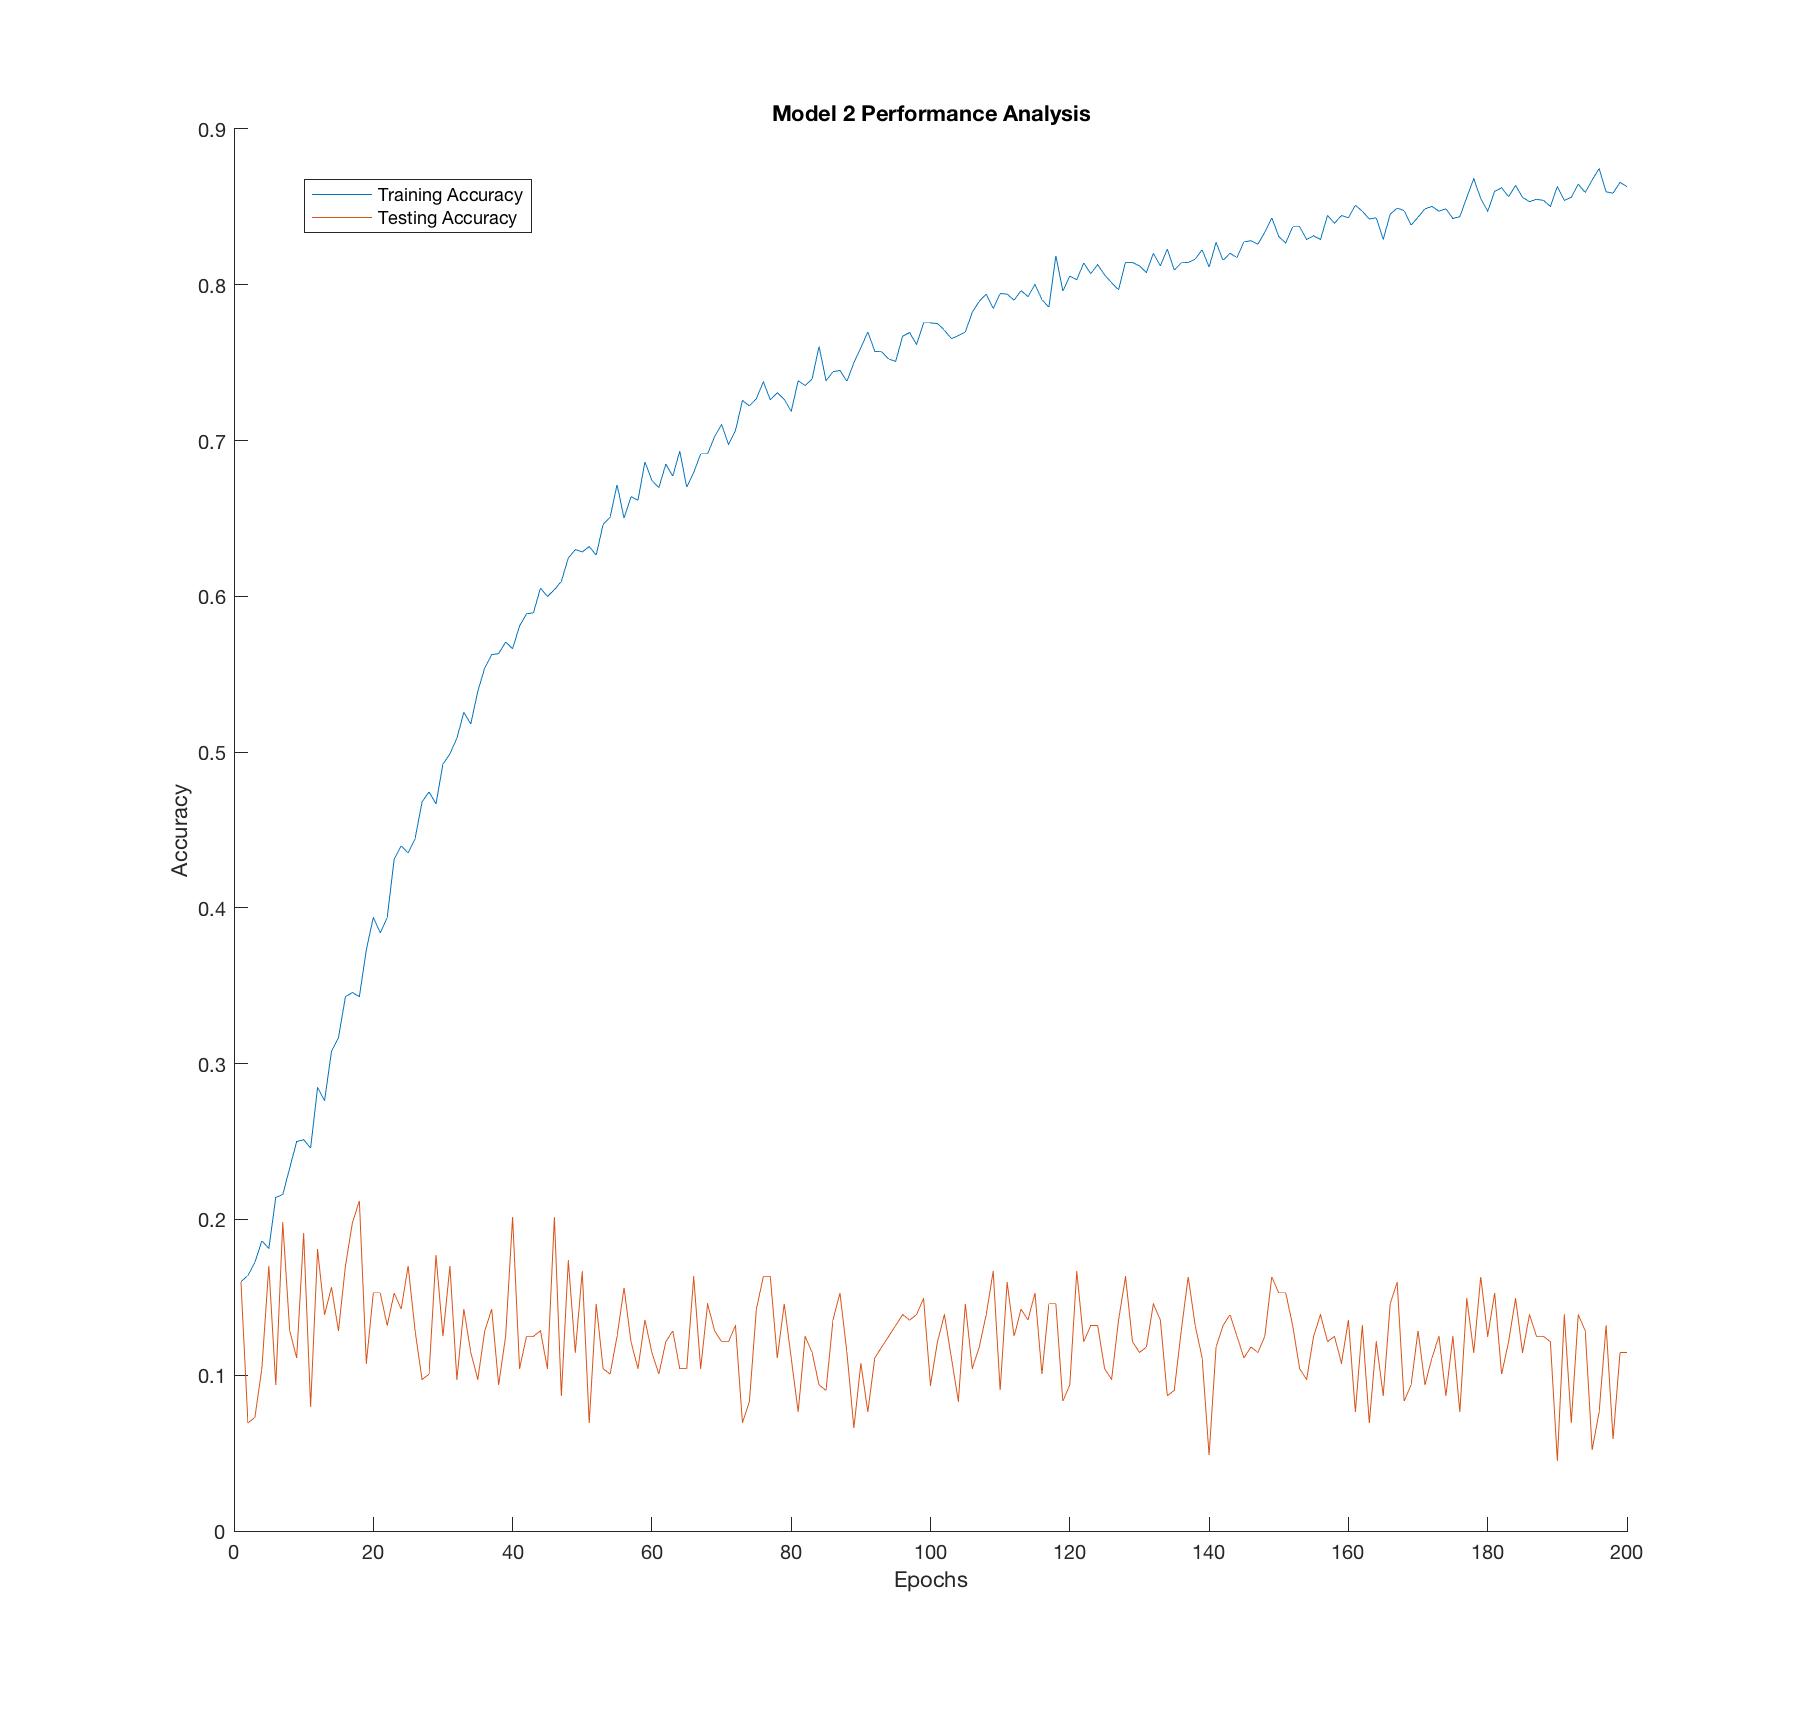 Model 2 Performance Analysis
0.9
Training Accuracy
Testing Accuracy
0.8
0.7
0.6
0.5
Accuracy
0.4
0.3
0.2
0.1
0
0 20 40 60 80 100 120 140 160 180 200
Epochs